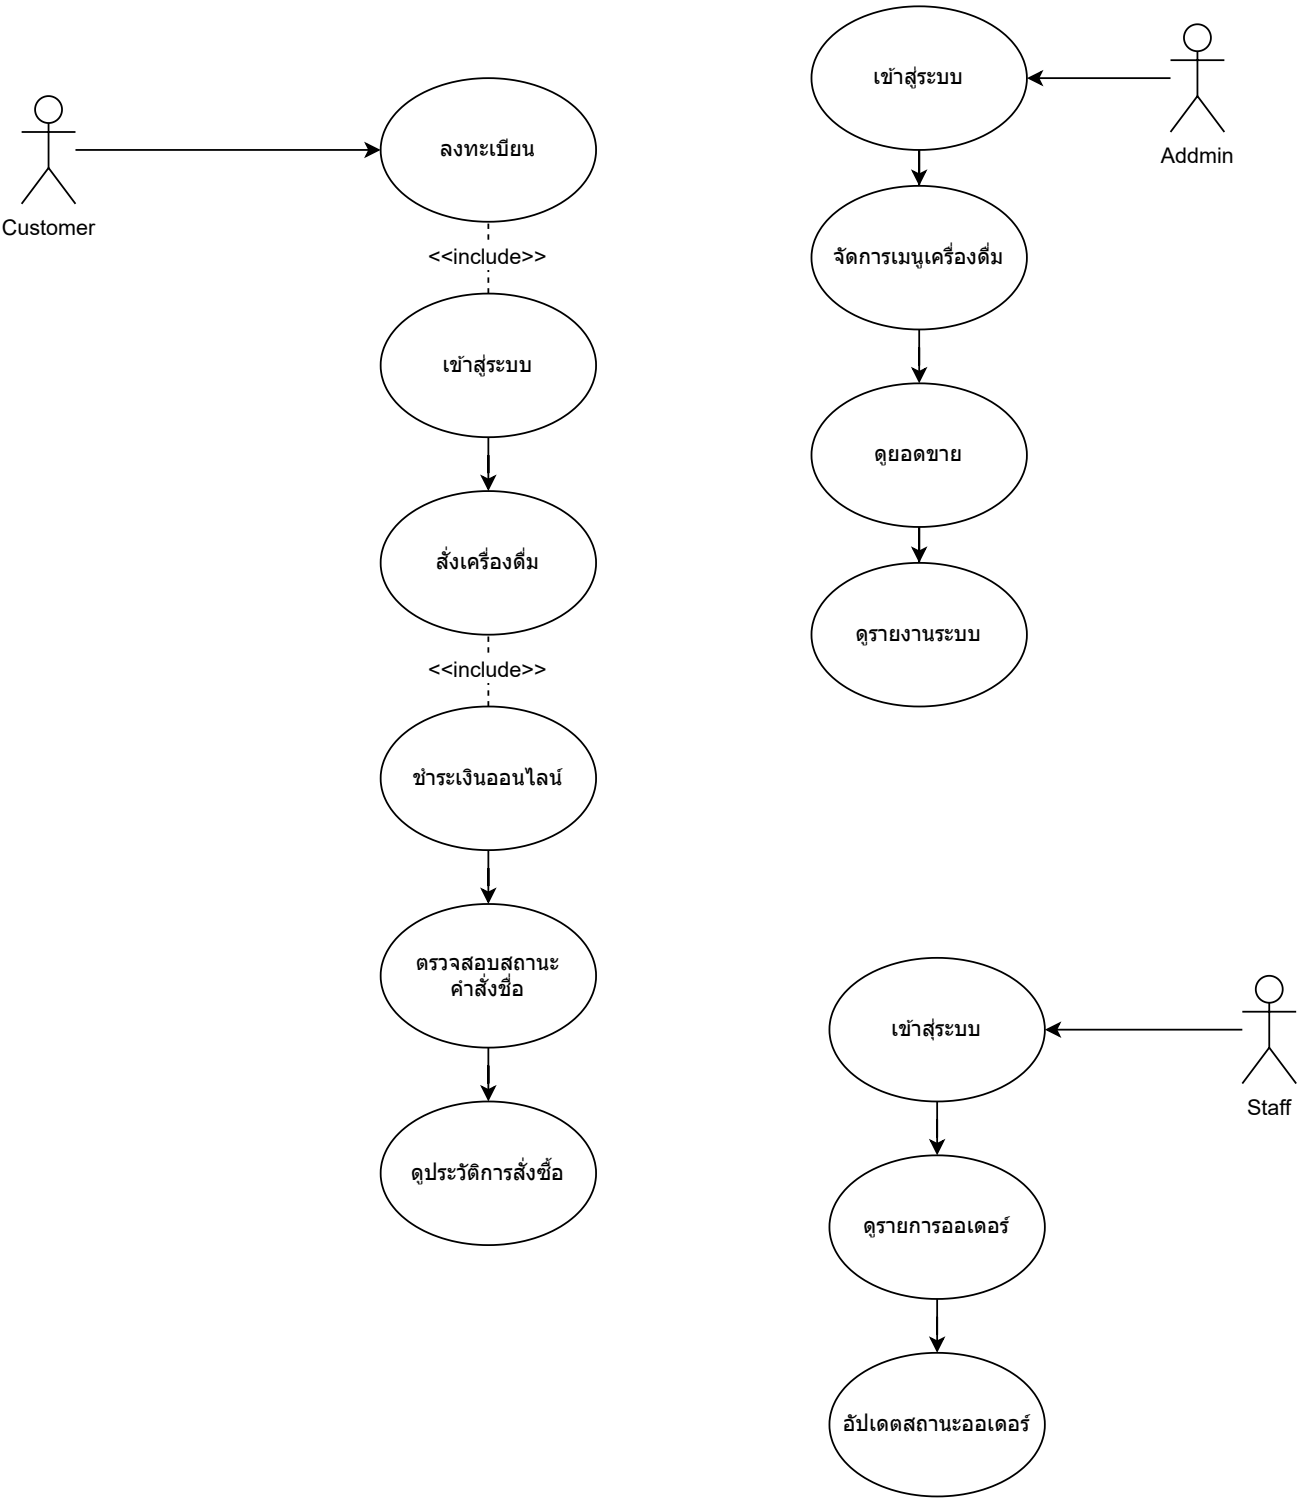 Customer
ลงทะเบียน
<<include>>
เข้าสู่ระบบ
สั่งเครื่องดื่ม
<<include>>
ชำระเงินออนไลน์
ตรวจสอบสถานะ
คำสั่งซื่อ
ดูประวัติการสั่งซื้อ
เข้าสู่ระบบ
Addmin
จัดการเมนูเครื่องดื่ม
ดูยอดขาย
ดูรายงานระบบ
เข้าสุ่ระบบ
Staff
ดูรายการออเดอร์
อัปเดตสถานะออเดอร์